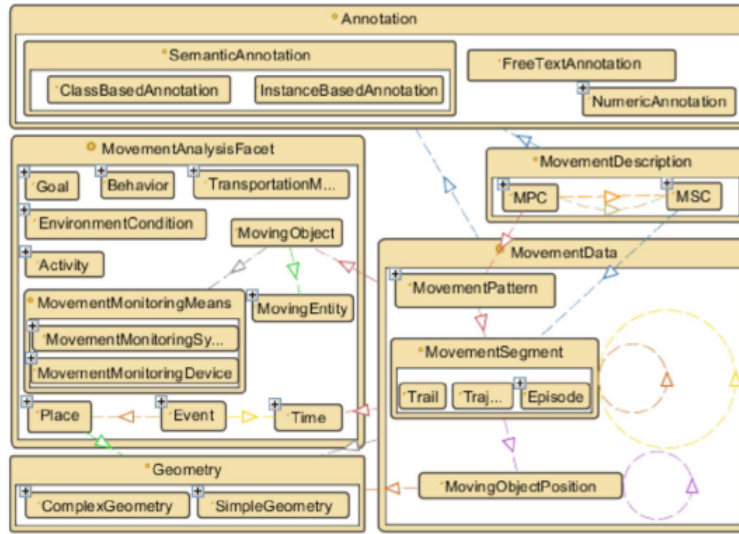 Annotation
SemanticAnnotation
ClassBasedAnnotation
InstanceBasedAnnotation
FreeTextAnnotation
NumericAnnotation
MovementAnalysisFacet
Goal
Behavior
TransportationM...
EnvironmentCondition
MovingObject
Activity
MovementMonitoringMeans
MovementMonitoringSy...
MovementMonitoringDevice
MovingEntity
Place
Event
Time
MovementDescription
MPC
MSC
MovementData
MovementPattern
MovementSegment
Trail
Traj...
Episode
MovingObjectPosition
Geometry
ComplexGeometry
SimpleGeometry